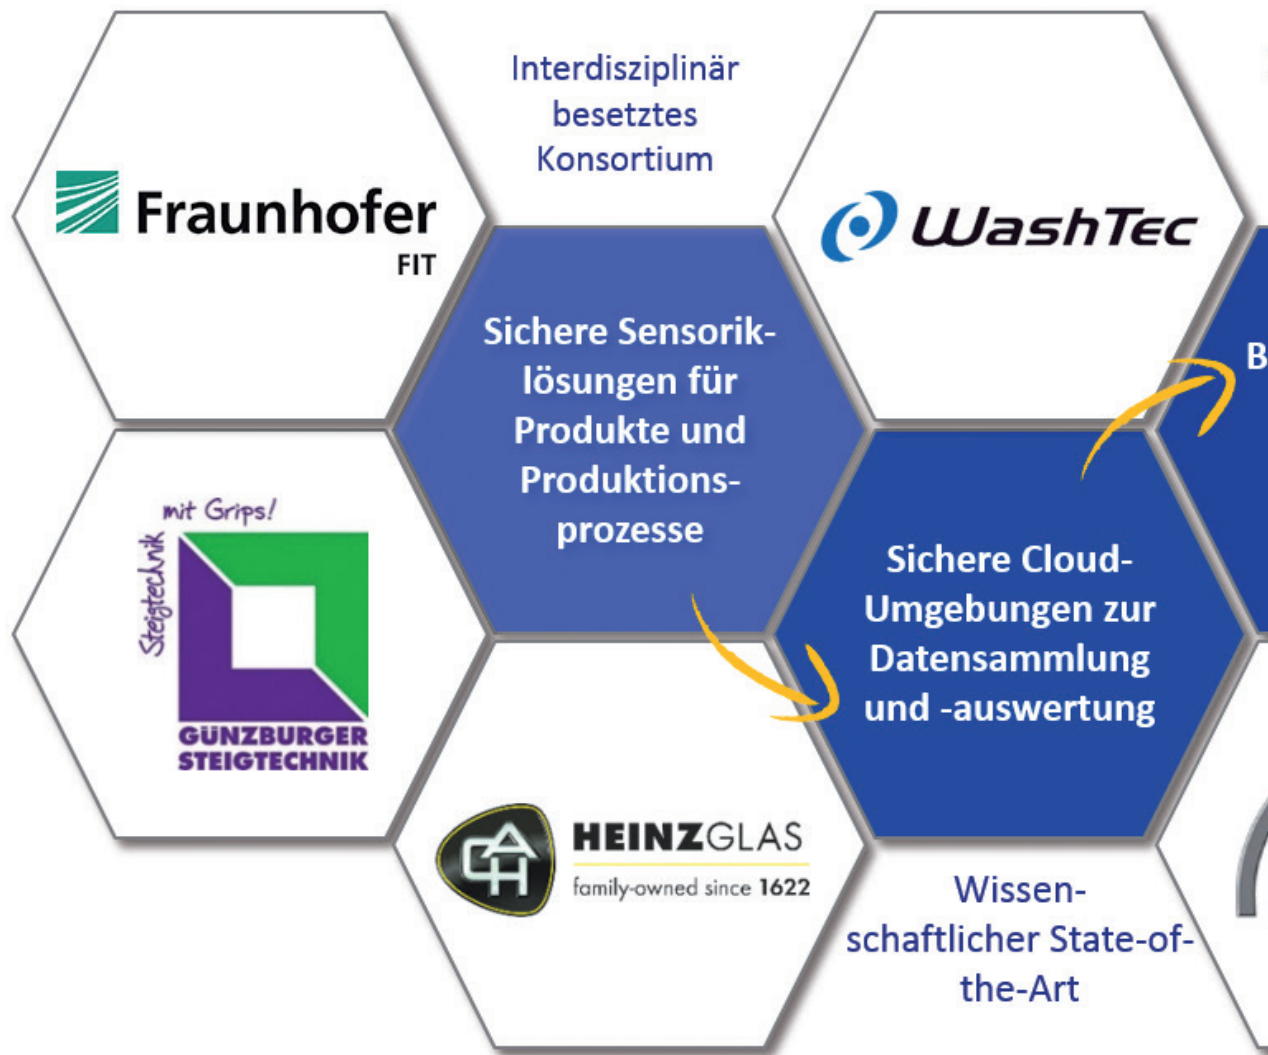 Interdisziplinär
besetztes
Konsortium
Fraunhofer
FIT
WashTec
Sichere Sensorik-
lösungen für
Produkte und
Produktions-
prozesse
B
mit Grips!
Steigtechnik
GÜNZBURGER
STEIGTECHNIK
Sichere Cloud-
Umgebungen zur
Datensammlung
und -auswertung
CAH
HEINZGLAS
family-owned since 1622
Wissen-
schaftlicher State-of-
the-Art